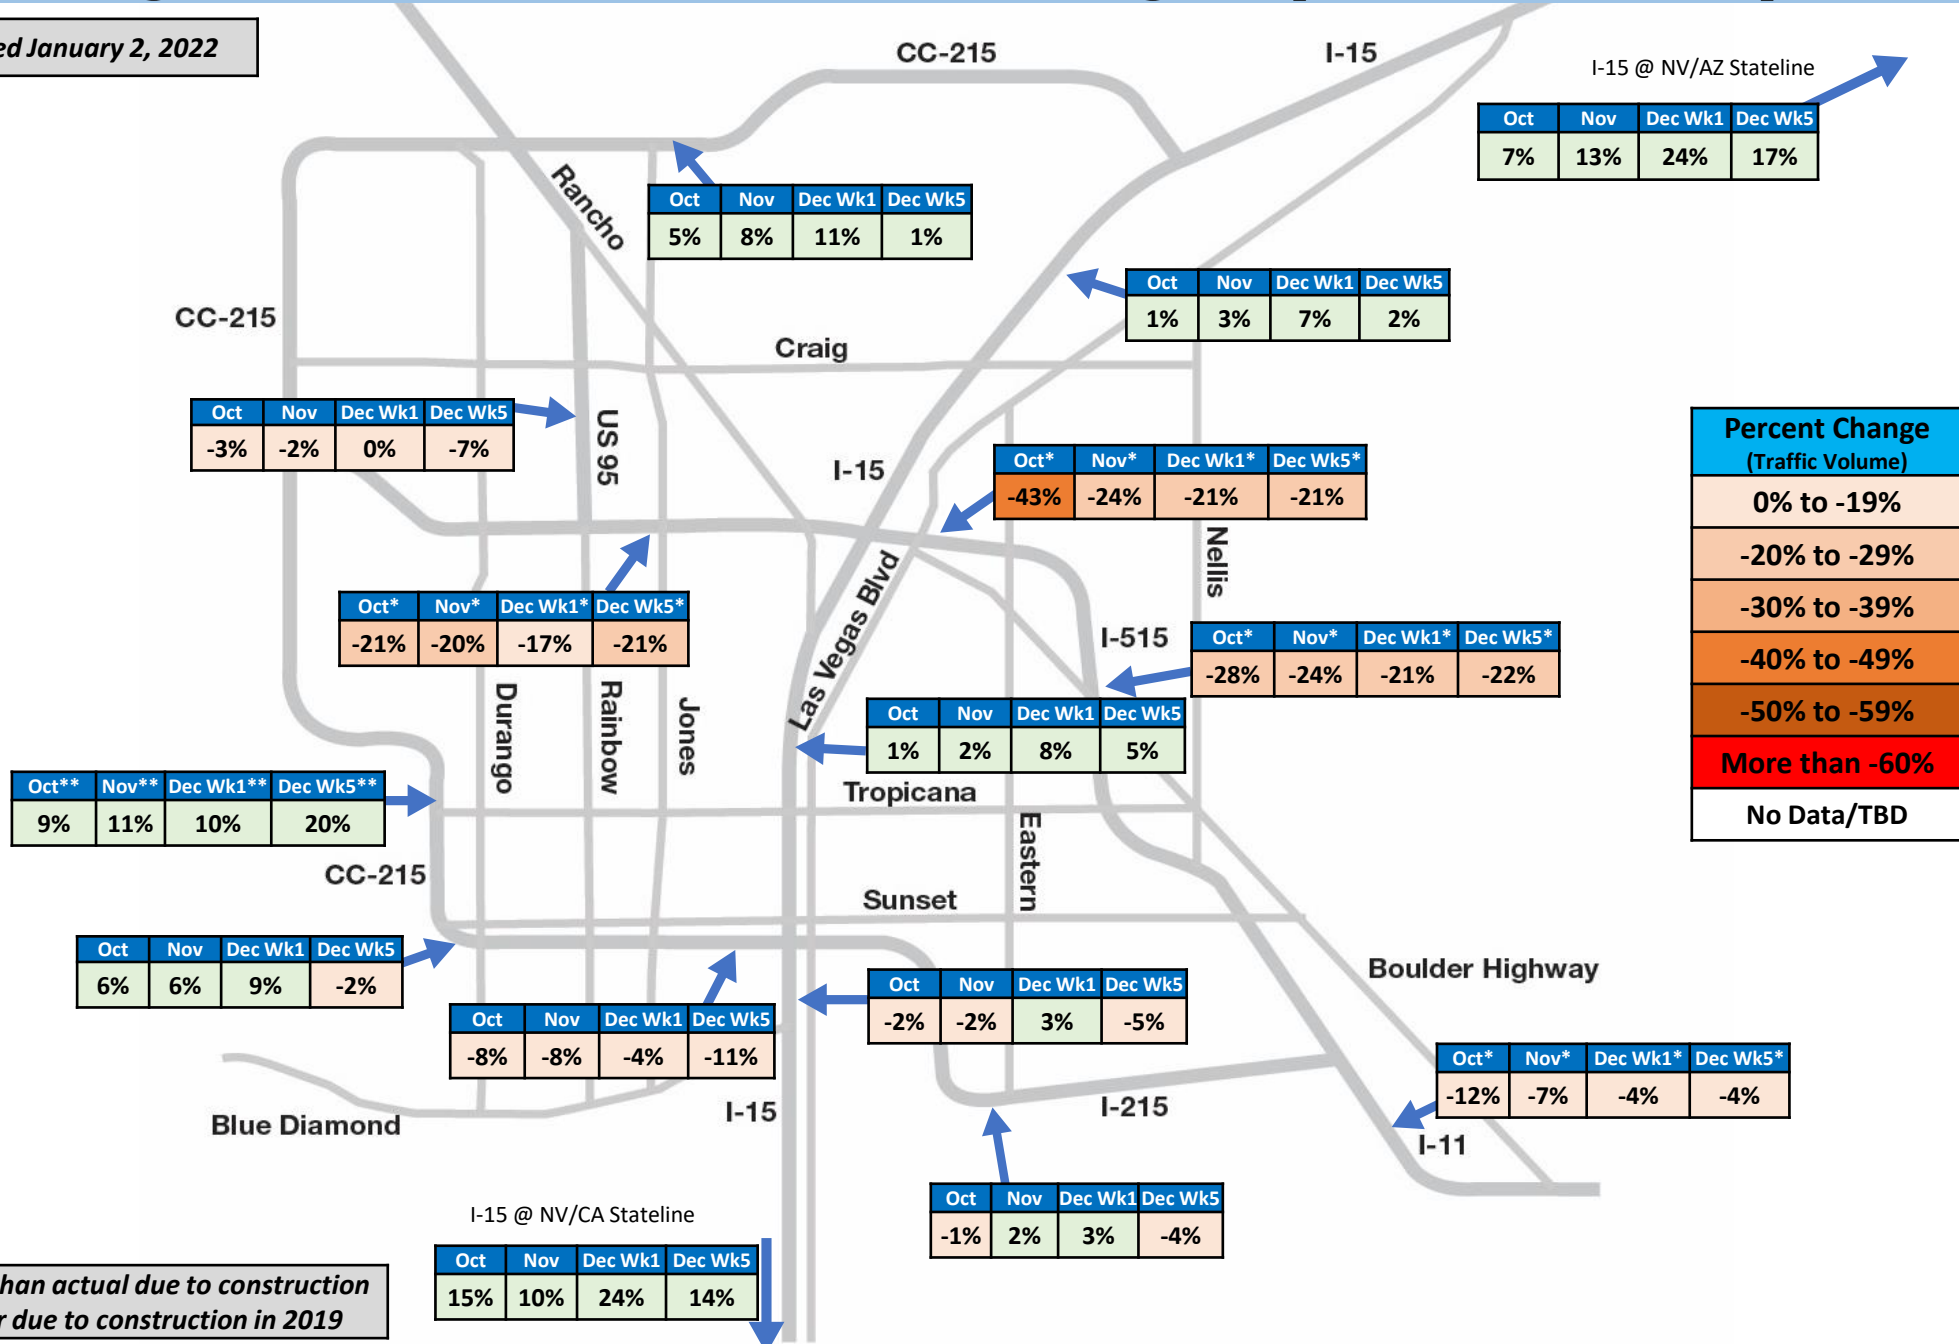 January 2, 2022
CC-215
I-15
I-15 @ NV/AZ Stateline
Oct Nov Dec Wk1 Dec Wk5
7% 13% 24% 17%
Rancho
Oct Nov Dec Wk1 Dec Wk5
5% 8% 11% 1%
Oct Nov Dec Wk1 Dec Wk5
1% 3% 7% 2%
CC-215
Craig
Oct Nov Dec Wk1 Dec Wk5
-3% -2% 0% -7%
US 95
I-15
Oct* Nov* Dec Wk1* Dec Wk5*
-43% -24% -21% -21%
Nellis
Percent Change
(Traffic Volume)
0% to -19%
-20% to -29%
-30% to -39%
-40% to -49%
-50% to -59%
More than -60%
No Data/TBD
Las Vegas Blvd
Oct* Nov* Dec Wk1* Dec Wk5*
-21% -20% -17% -21%
I-515
Oct* Nov* Dec Wk1* Dec Wk5*
-28% -24% -21% -22%
Durango
Rainbow
Jones
Oct Nov Dec Wk1 Dec Wk5
1% 2% 8% 5%
Oct** Nov** Dec Wk1** Dec Wk5**
9% 11% 10% 20%
Tropicana
Eastern
CC-215
Sunset
Oct Nov Dec Wk1 Dec Wk5
6% 6% 9% -2%
Boulder Highway
Oct Nov Dec Wk1 Dec Wk5
-8% -8% -4% -11%
Oct Nov Dec Wk1 Dec Wk5
-2% -2% 3% -5%
Oct* Nov* Dec Wk1* Dec Wk5*
-12% -7% -4% -4%
Blue Diamond
I-15
I-215
I-11
Oct Nov Dec Wk1 Dec Wk5
-1% 2% 3% -4%
I-15 @ NV/CA Stateline
Oct Nov Dec Wk1 Dec Wk5
15% 10% 24% 14%
than actual due to construction
due to construction in 2019